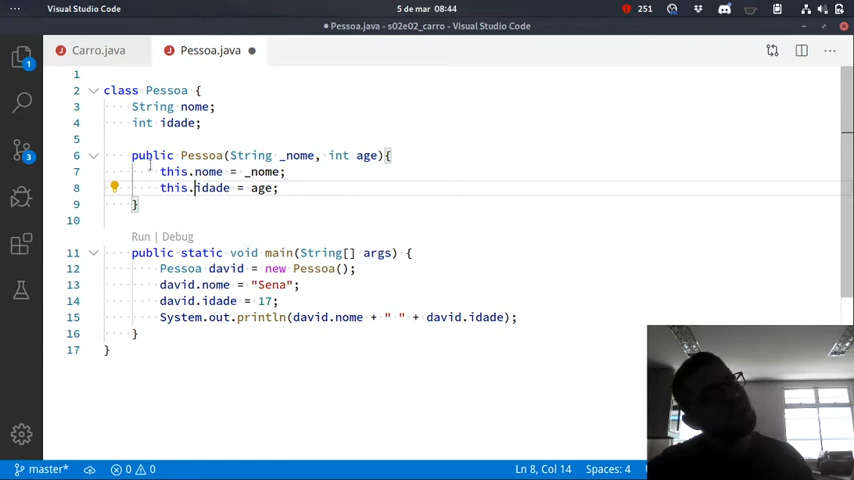 Visual Studio Code
5 de mar 08:44
251
Pessoa.java - s02e02_carro - Visual Studio Code
Carro.java
Pessoa.java
1
2 class Pessoa {
3 String nome;
4 int idade;
5
6 public Pessoa(String _nome, int age){
7 this.nome = _nome;
8 this.idade = age;
9 }
10
Run | Debug
11 public static void main(String[] args) {
12 Pessoa david = new Pessoa();
13 david.nome = "Sena";
14 david.idade = 17;
15 System.out.println(david.nome + " " + david.idade);
16 }
17 }
1
3
master* 0 0 Ln 8, Col 14 Spaces: 4